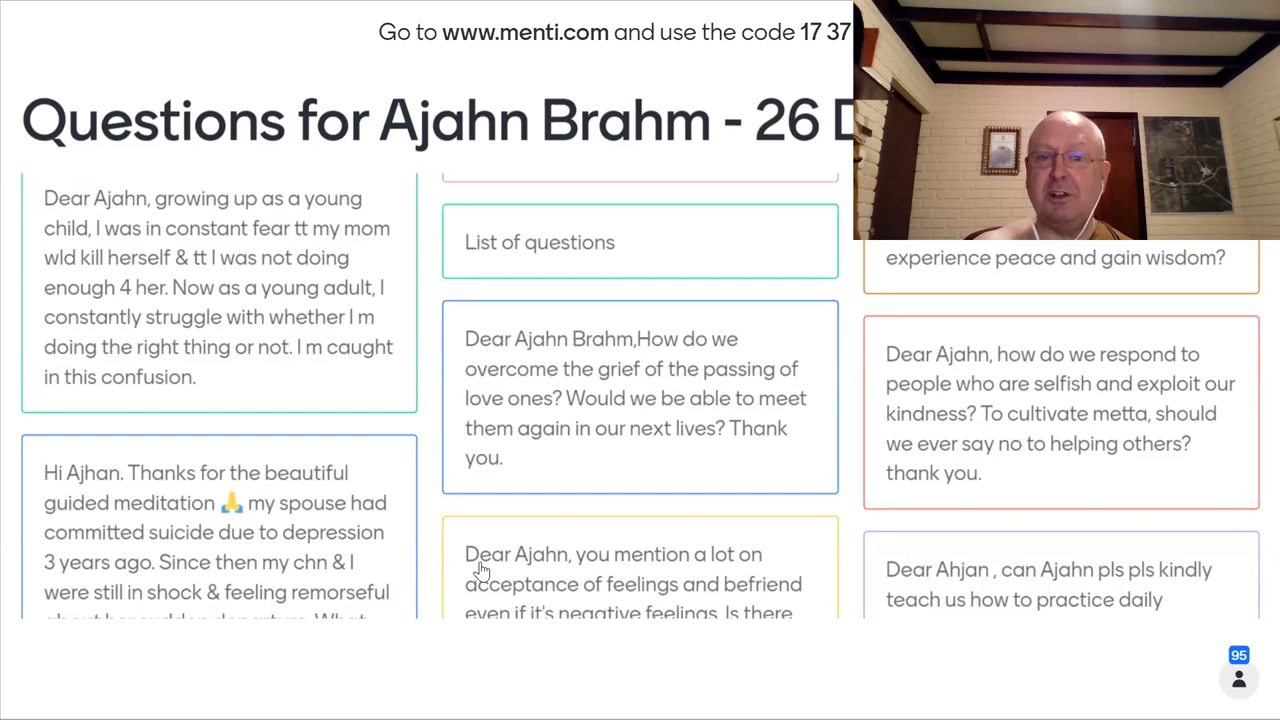 Go to www.menti.com and use the code 17 37
Questions for Ajahn Brahm - 26 D
Dear Ajahn, growing up as a young
child, I was in constant fear tt my mom
wld kill herself & tt I was not doing
enough 4 her. Now as a young adult, I
constantly struggle with whether I m
doing the right thing or not. I m caught
in this confusion.
Hi Ajhan. Thanks for the beautiful
guided meditation 🙏 my spouse had
committed suicide due to depression
3 years ago. Since then my chn & I
were still in shock & feeling remorseful
List of questions
Dear Ajahn Brahm,How do we
overcome the grief of the passing of
love ones? Would we be able to meet
them again in our next lives? Thank
you.
Dear Ajahn, you mention a lot on
acceptance of feelings and befriend
even if it's negative feelings. Is there
experience peace and gain wisdom?
Dear Ajahn, how do we respond to
people who are selfish and exploit our
kindness? To cultivate metta, should
we ever say no to helping others?
thank you.
Dear Ahjan , can Ajahn pls pls kindly
teach us how to practice daily
95